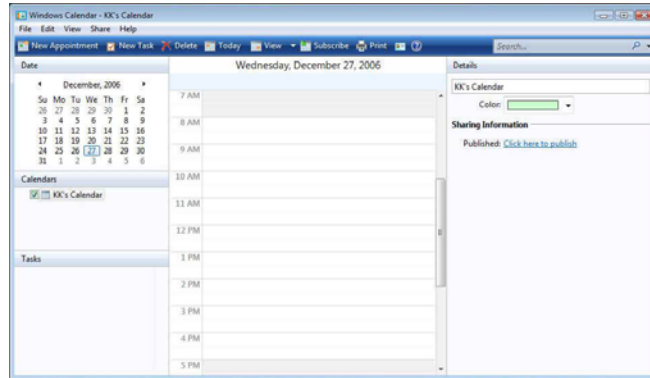 Windows Calendar - KK's Calendar
File Edit View Share Help
New Appointment New Task Delete Today View Subscribe Print
Search...
Date
December, 2006
Su Mo Tu We Th Fr Sa
26 27 28 29 30 1 2
3 4 5 6 7 8 9
10 11 12 13 14 15 16
17 18 19 20 21 22 23
24 25 26 27 28 29 30
31 1 2 3 4 5 6
Calendars
KK's Calendar
Tasks
Wednesday, December 27, 2006
7 AM
8 AM
9 AM
10 AM
11 AM
12 PM
1 PM
2 PM
3 PM
4 PM
5 PM
Details
KK's Calendar
Color:
Sharing Information
Published: Click here to publish